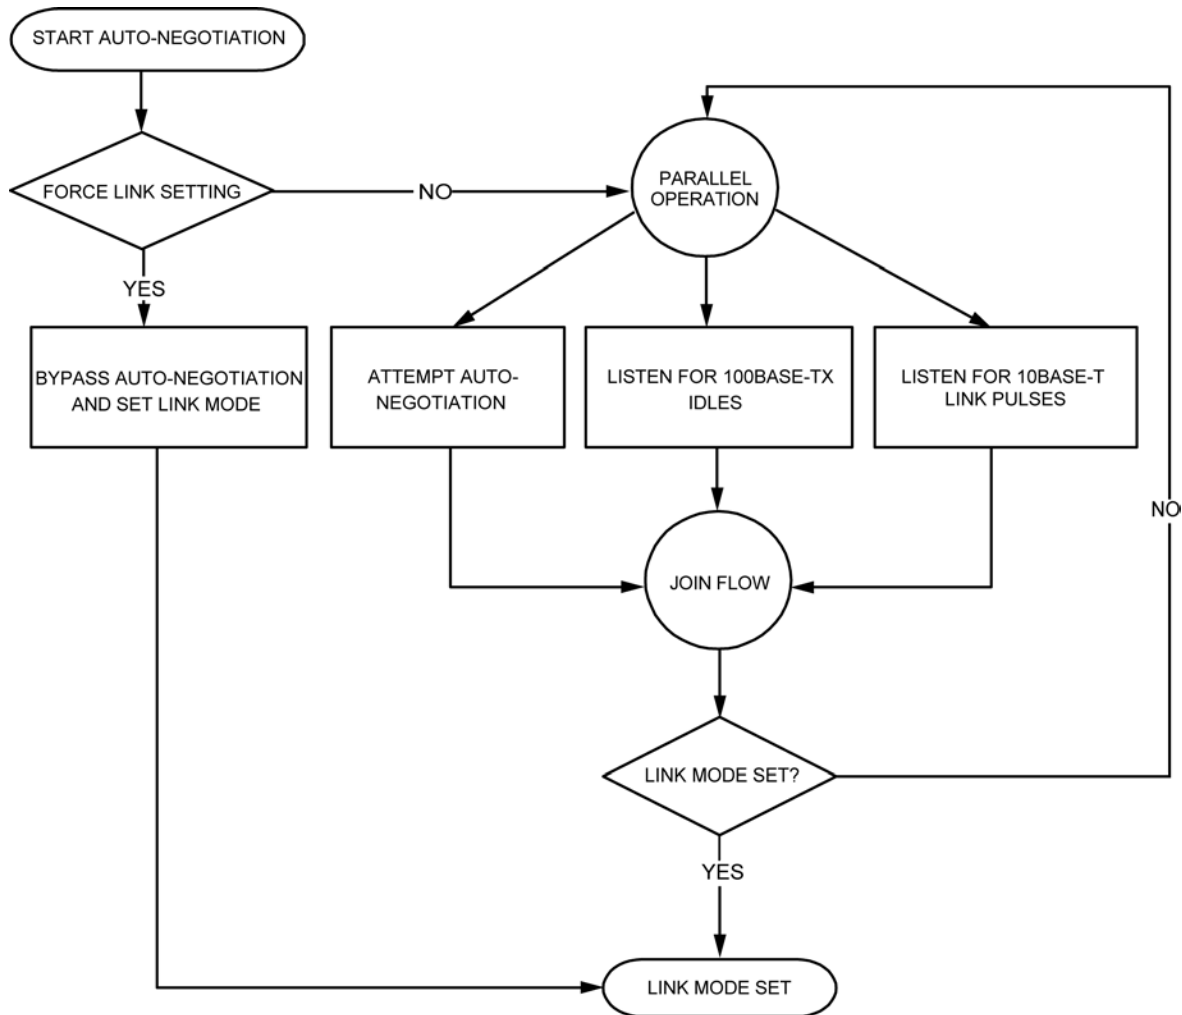 START AUTO-NEGOTIATION
FORCE LINK SETTING
NO
PARALLEL
OPERATION
YES
BYPASS AUTO-NEGOTIATION
AND SET LINK MODE
ATTEMPT AUTO-
NEGOTIATION
LISTEN FOR 100BASE-TX
IDLES
LISTEN FOR 10BASE-T
LINK PULSES
NO
JOIN FLOW
LINK MODE SET?
YES
LINK MODE SET